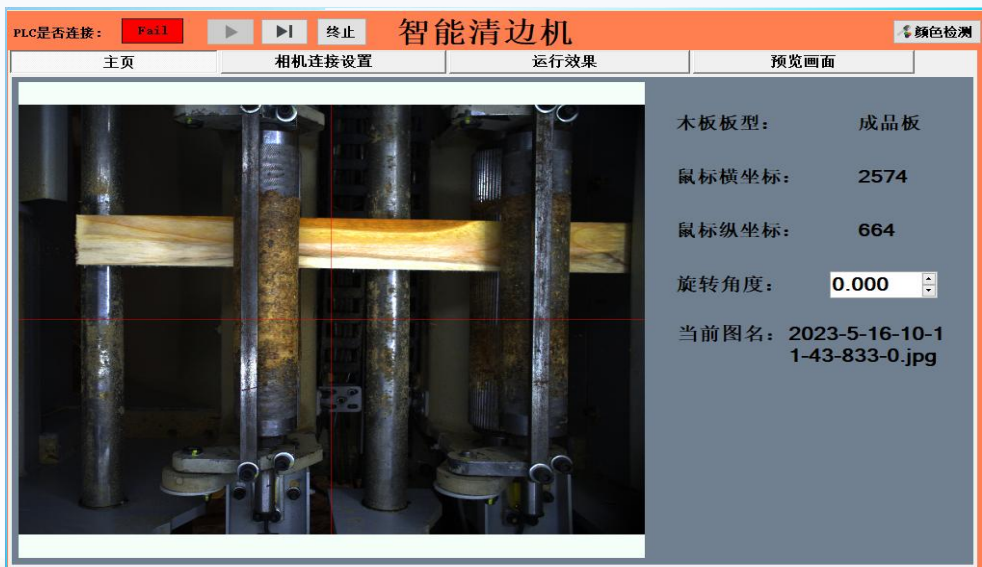 PLC是否连接: Fail 终止 智能清边机 颜色检测
主页 相机连接设置 运行效果 预览画面
木板板型: 成品板
鼠标横坐标: 2574
鼠标纵坐标: 664
旋转角度: 0.000
当前图名: 2023-5-16-10-1
1-43-833-0.jpg